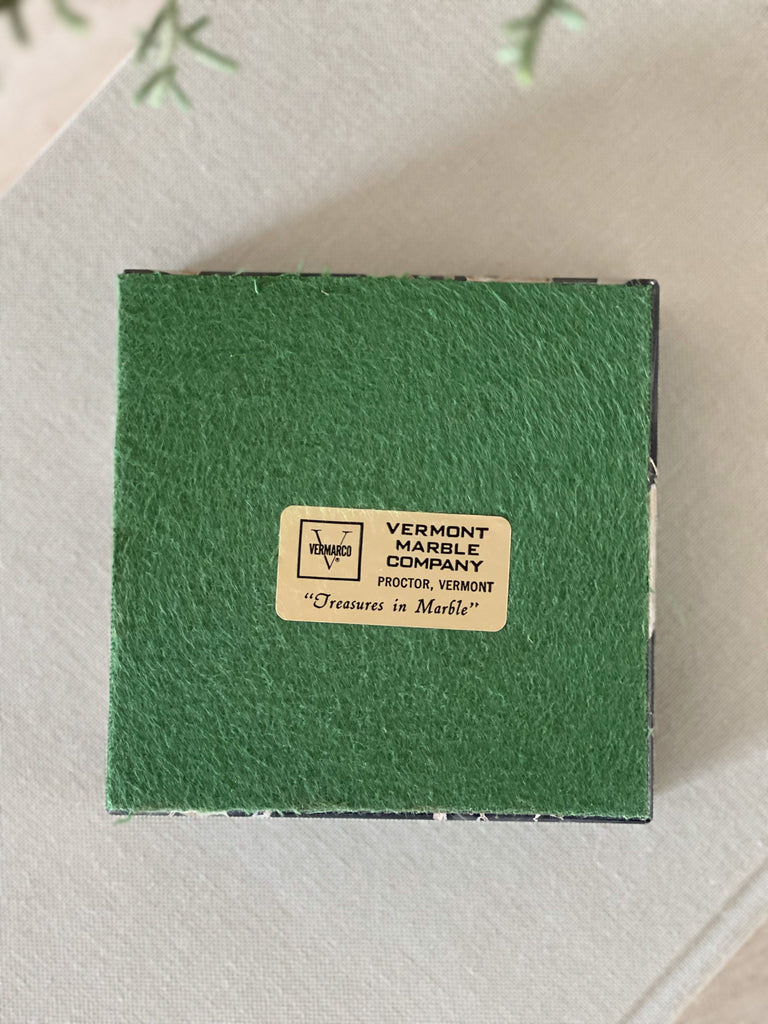 V
VERMARCO
®
VERMONT
MARBLE
COMPANY
PROCTOR, VERMONT
“Treasures in Marble”